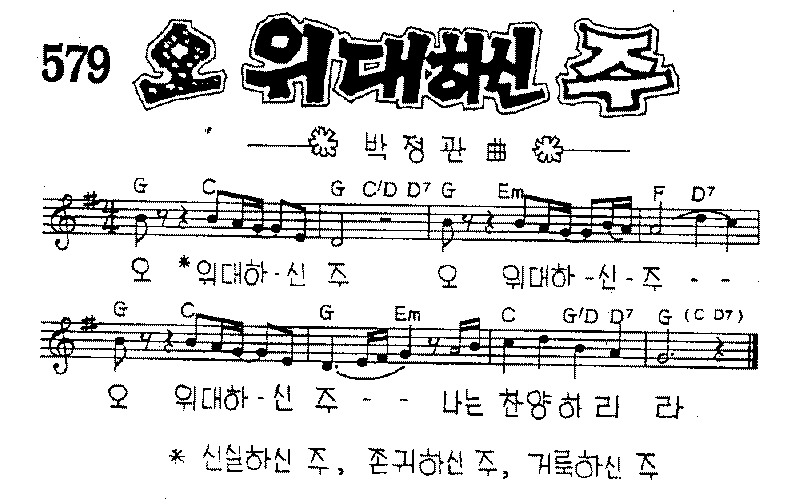 579 오 위대하신 주
박정관 曲
G C G C/D D7 G Em F D7
오 *위대하-신 주 오 위대하-신-주 - -
G C G Em C G/D D7 G (C D7)
오 위대하-신 주 - - 나는 찬양하리 라
* 신실하신 주, 존귀하신 주, 거룩하신 주